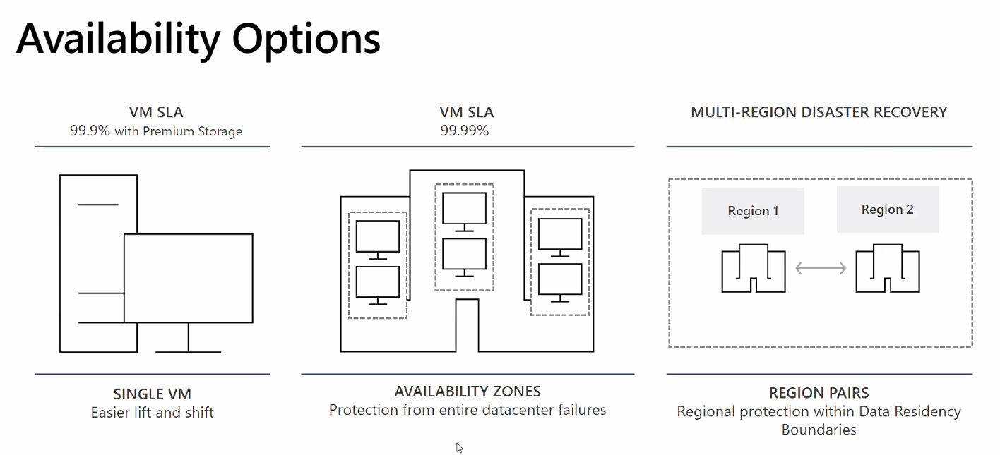 Availability Options
VM SLA
99.9% with Premium Storage
SINGLE VM
Easier lift and shift
VM SLA
99.99%
AVAILABILITY ZONES
Protection from entire datacenter failures
MULTI-REGION DISASTER RECOVERY
Region 1
Region 2
REGION PAIRS
Regional protection within Data Residency
Boundaries